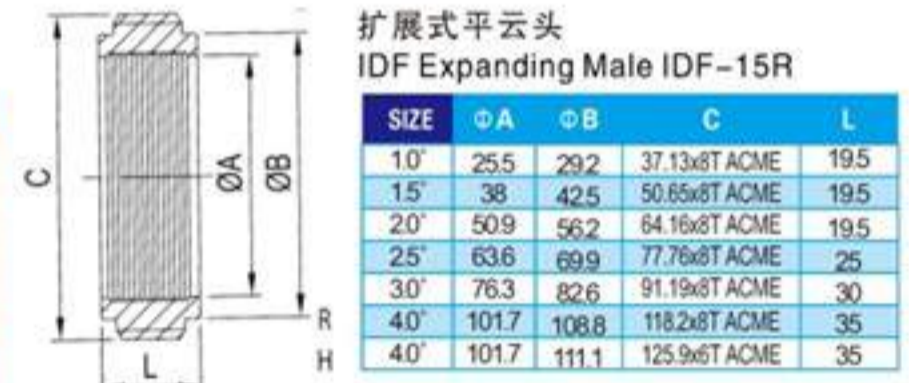 扩展式平云头
IDF Expanding Male IDF-15R
SIZE ΦA ΦB C L
1.0" 25.5 29.2 37.13x8T ACME 19.5
1.5" 38 42.5 50.65x8T ACME 19.5
2.0" 50.9 56.2 64.16x8T ACME 19.5
2.5" 63.6 69.9 77.76x8T ACME 25
3.0" 76.3 82.6 91.19x8T ACME 30
R 4.0" 101.7 108.8 118.2x8T ACME 35
H 4.0" 101.7 111.1 125.9x6T ACME 35
C
ØA
ØB
L